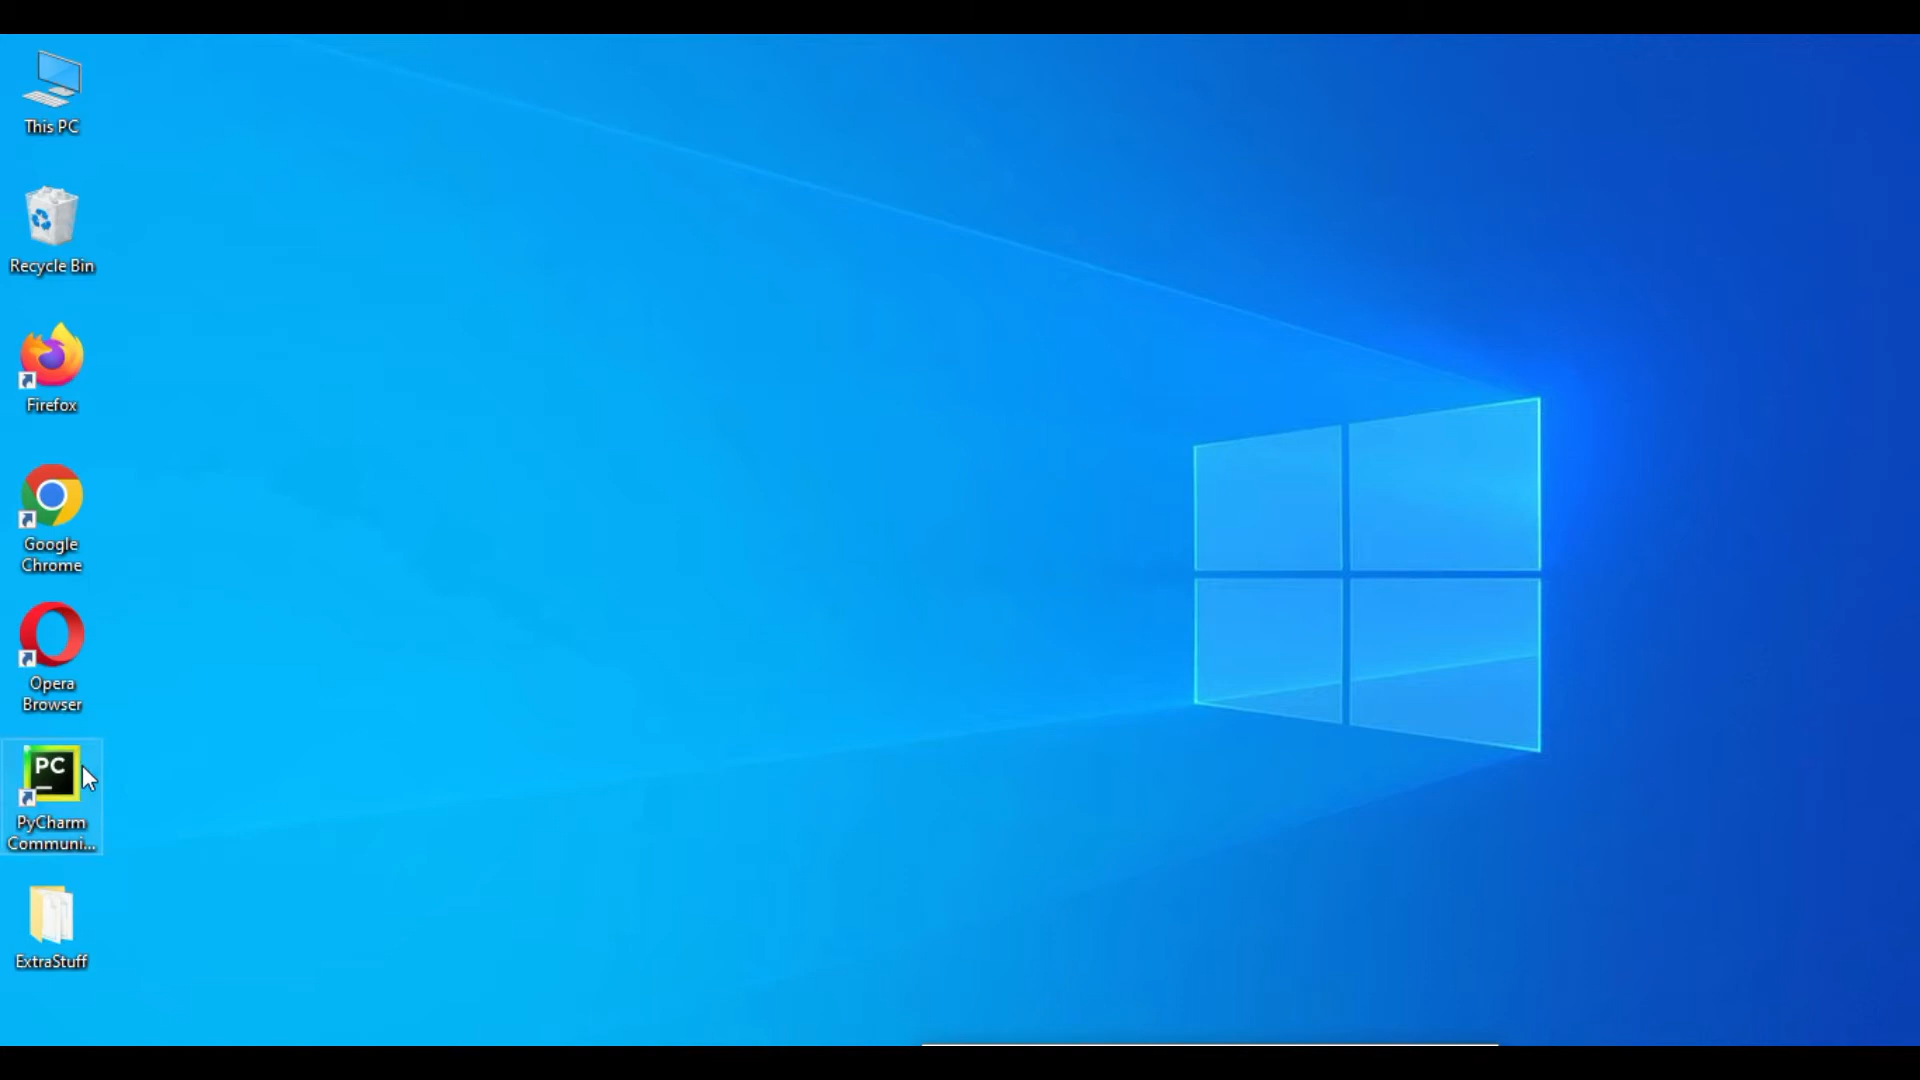 This PC
Recycle Bin
Firefox
Google
Chrome
Opera
Browser
PC
PyCharm
Communi...
ExtraStuff